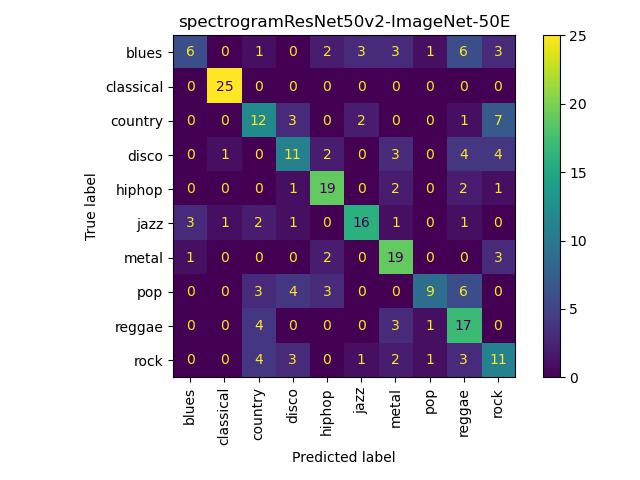 spectrogramResNet50v2-ImageNet-50E
blues 6 0 1 0 2 3 3 1 6 3
classical 0 25 0 0 0 0 0 0 0 0
country 0 0 12 3 0 2 0 0 1 7
disco 0 1 0 11 2 0 3 0 4 4
hiphop 0 0 0 1 19 0 2 0 2 1
jazz 3 1 2 1 0 16 1 0 1 0
metal 1 0 0 0 2 0 19 0 0 3
pop 0 0 3 4 3 0 0 9 6 0
reggae 0 0 4 0 0 0 3 1 17 0
rock 0 0 4 3 0 1 2 1 3 11
blues classical country disco hiphop jazz metal pop reggae rock
Predicted label
True label
25
20
15
10
5
0